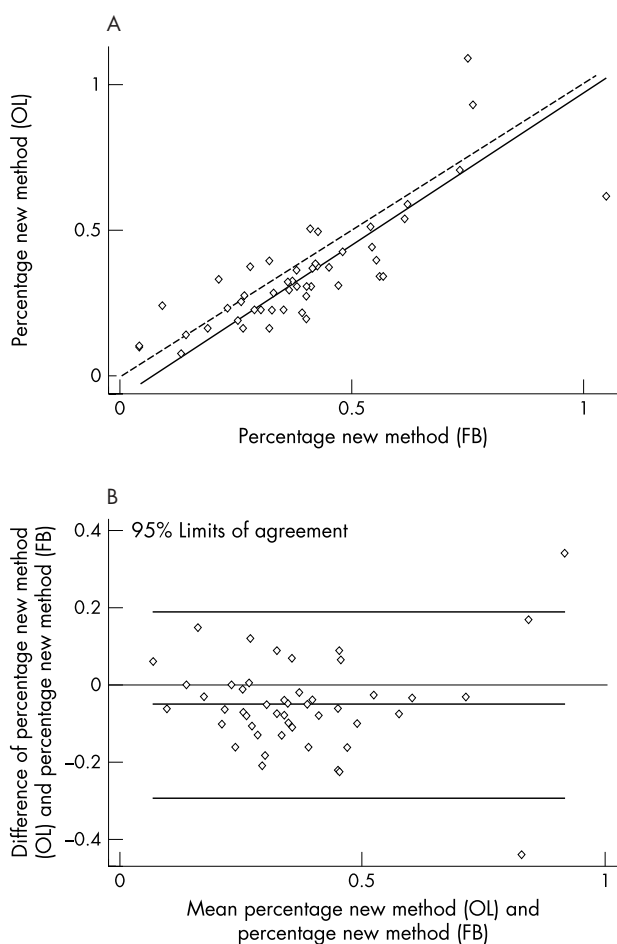 A
Percentage new method (OL)
1
0.5
0
0
0.5
1
Percentage new method (FB)
B
Difference of percentage new method
(OL) and percentage new method (FB)
95% Limits of agreement
0.4
0.2
0
–0.2
–0.4
0
0.5
1
Mean percentage new method (OL) and
percentage new method (FB)